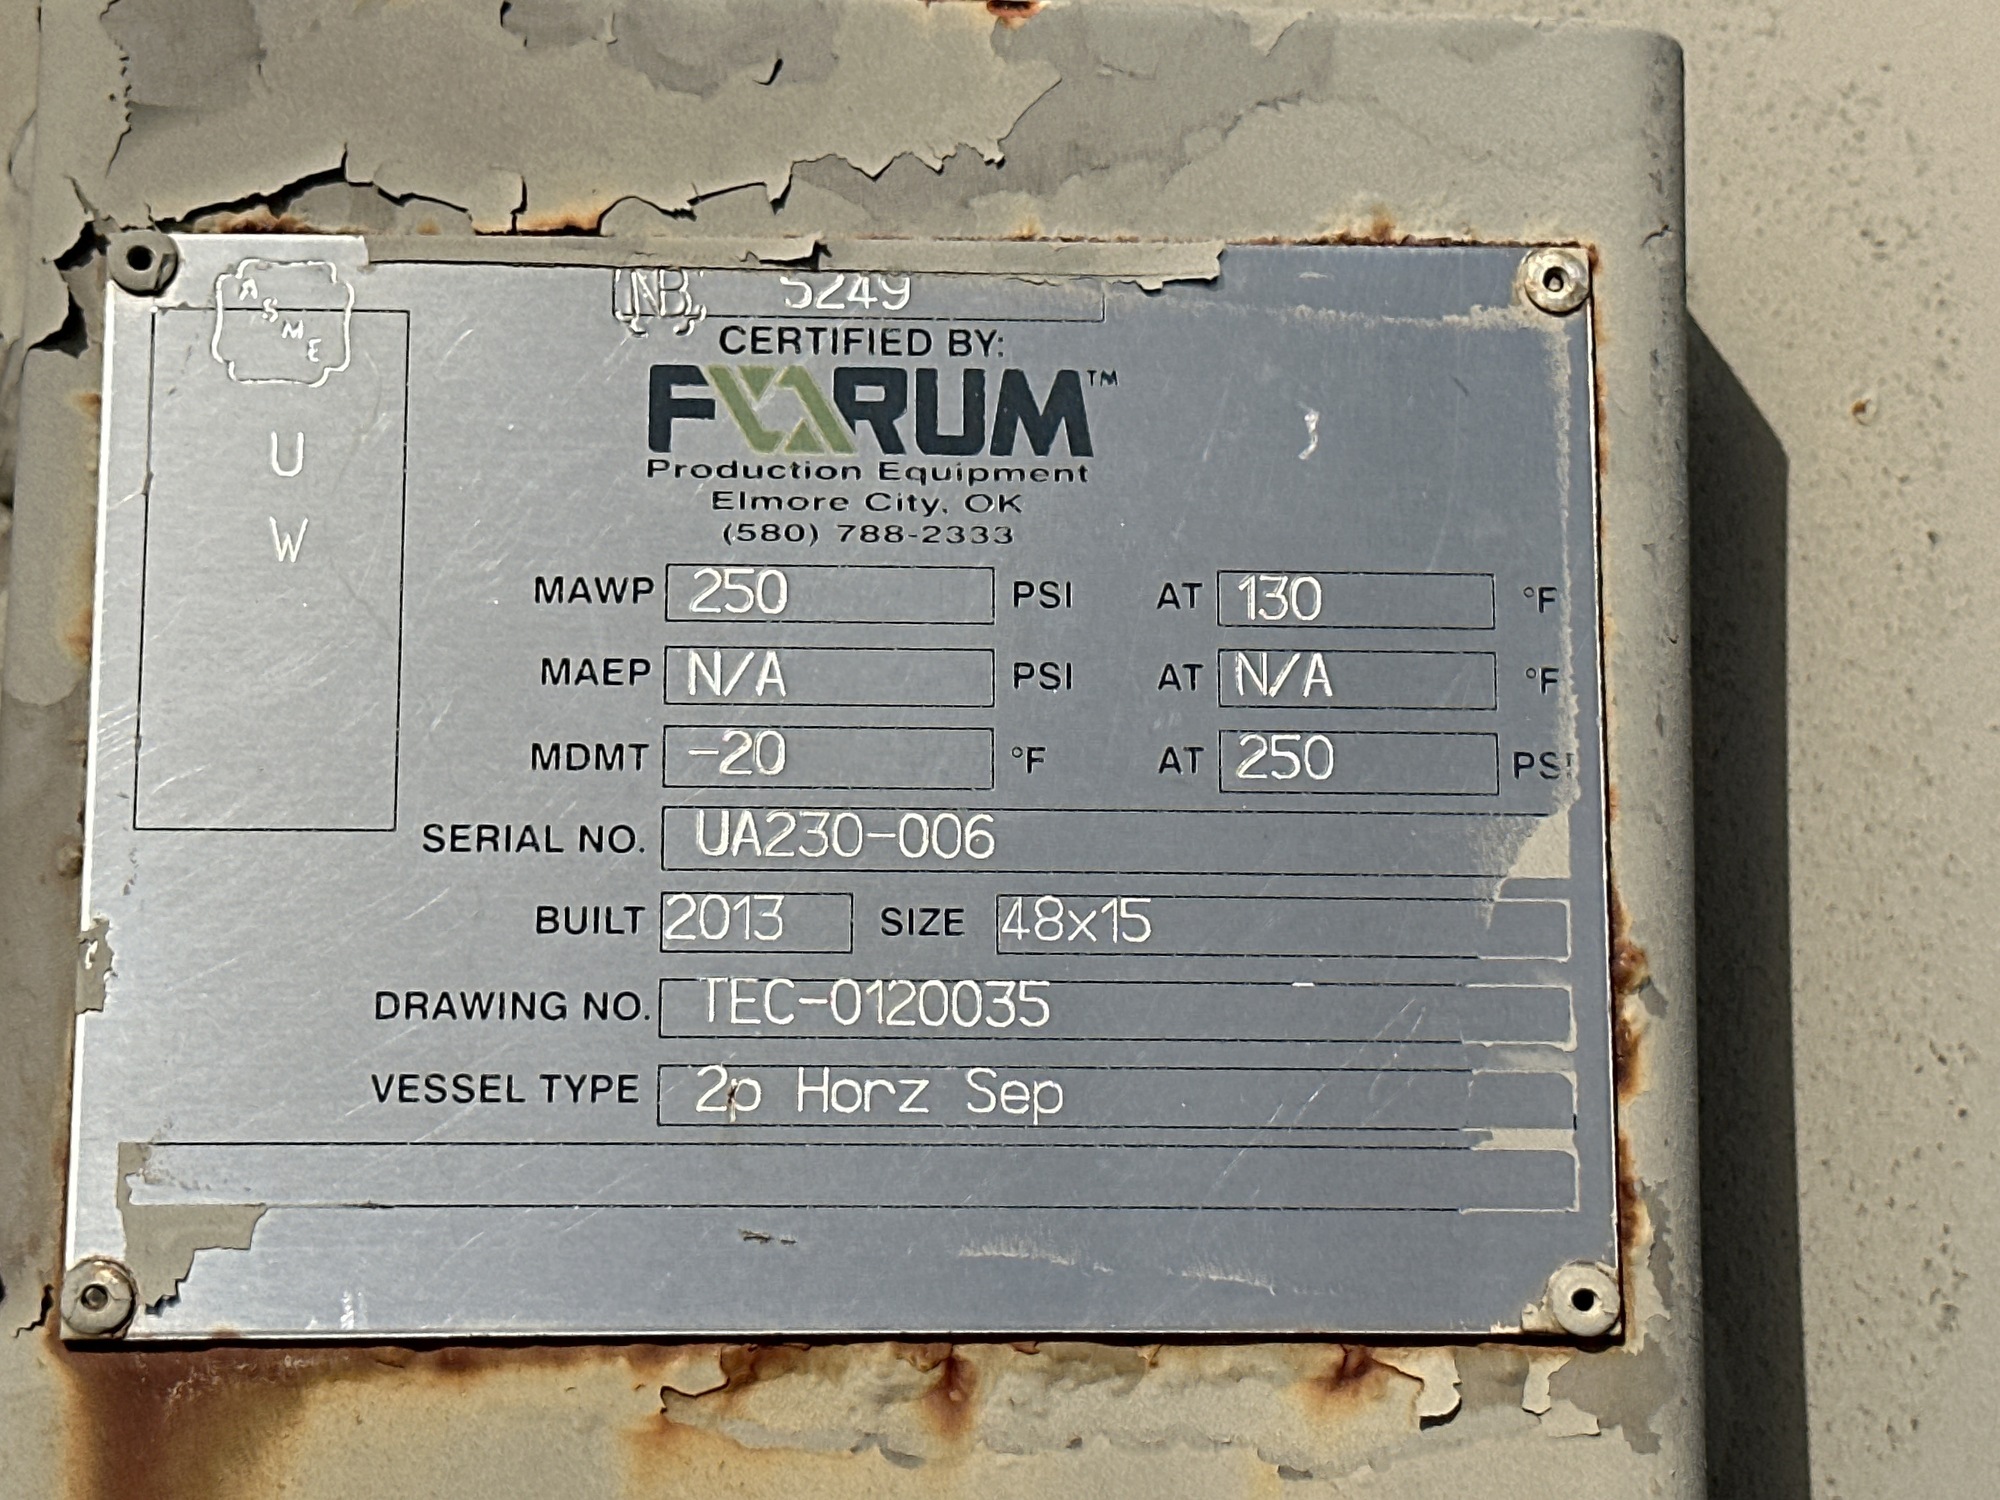 ASME
NB 5249
CERTIFIED BY:
FORUM™
Production Equipment
Elmore City, OK
(580) 788-2333
U
W
MAWP 250 PSI AT 130 °F
MAEP N/A PSI AT N/A °F
MDMT -20 °F AT 250 PSI
SERIAL NO. UA230-006
BUILT 2013 SIZE 48x15
DRAWING NO. TEC-0120035
VESSEL TYPE 2p Horz Sep